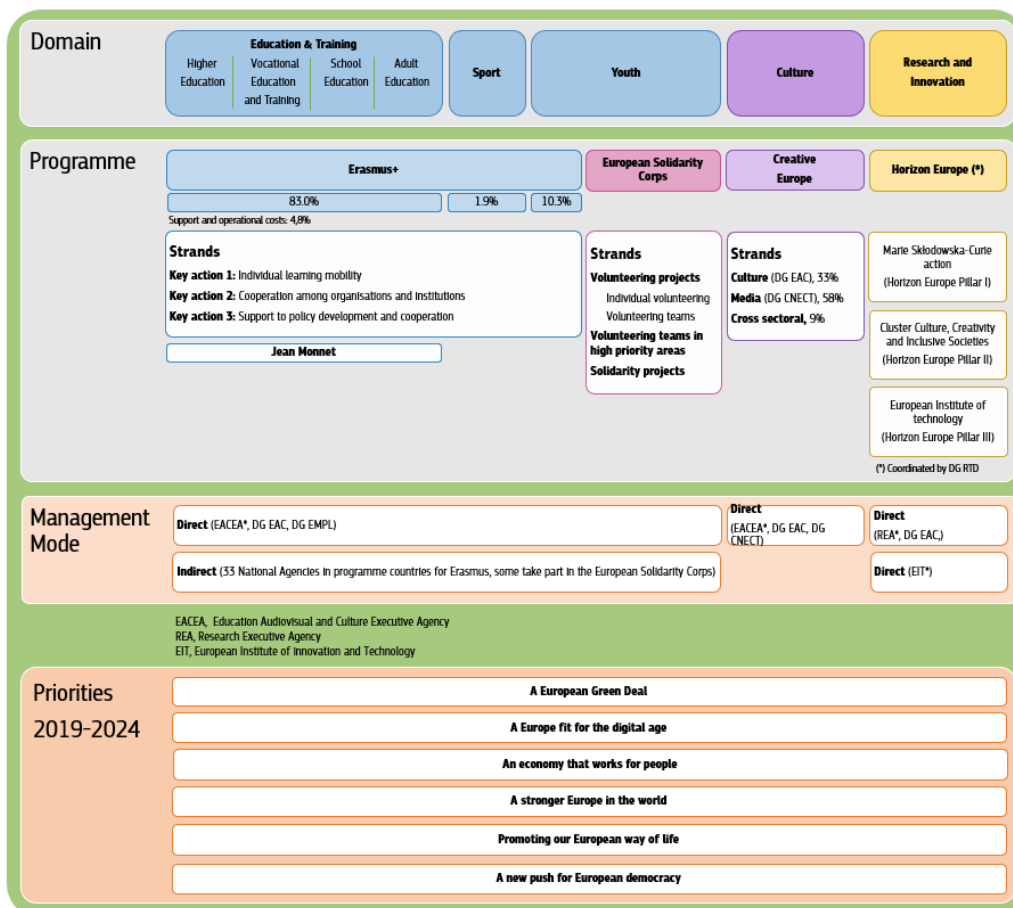 Domain
Education & Training
Higher
Education
Vocational
Education
and Training
School
Education
Adult
Education
Sport
Youth
Culture
Research and
Innovation
Programme
Erasmus+
European Solidarity
Corps
Creative
Europe
Horizon Europe (*)
83.0%
1.9%
10.3%
Support and operational costs: 4,8%
Strands
Key action 1: Individual learning mobility
Key action 2: Cooperation among organisations and institutions
Key action 3: Support to policy development and cooperation
Jean Monnet
Strands
Volunteering projects
Individual volunteering
Volunteering teams
Volunteering teams in
high priority areas
Solidarity projects
Strands
Culture (DG EAC), 33%
Media (DG CNECT), 58%
Cross sectoral, 9%
Marie Skłodowska-Curie
action
(Horizon Europe Pillar I)
Cluster Culture, Creativity
and Inclusive Societies
(Horizon Europe Pillar II)
European Institute of
technology
(Horizon Europe Pillar III)
(*) Coordinated by DG RTD
Management
Mode
Direct (EACEA*, DG EAC, DG EMPL)
Direct
(EACEA*, DG EAC, DG
CNECT)
Direct
(REA*, DG EAC,)
Indirect (33 National Agencies in programme countries for Erasmus, some take part in the European Solidarity Corps)
Direct (EIT*)
EACEA, Education Audiovisual and Culture Executive Agency
REA, Research Executive Agency
EIT, European Institute of Innovation and Technology
Priorities
2019-2024
A European Green Deal
A Europe fit for the digital age
An economy that works for people
A stronger Europe in the world
Promoting our European way of life
A new push for European democracy